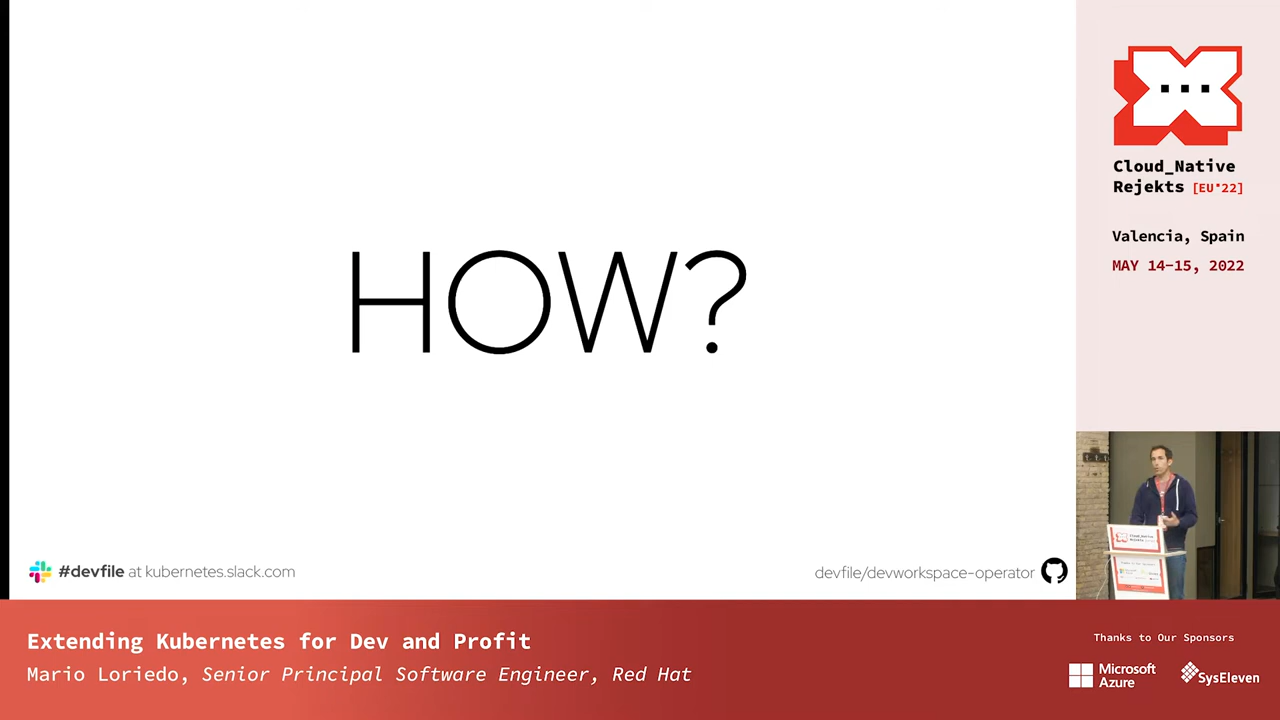 HOW?
#devfile at kubernetes.slack.com
devfile/devworkspace-operator
Cloud_Native
Rejekts [EU*22]
Valencia, Spain
MAY 14-15, 2022
Extending Kubernetes for Dev and Profit
Mario Loriedo, Senior Principal Software Engineer, Red Hat
Thanks to Our Sponsors
Microsoft
Azure
SysEleven